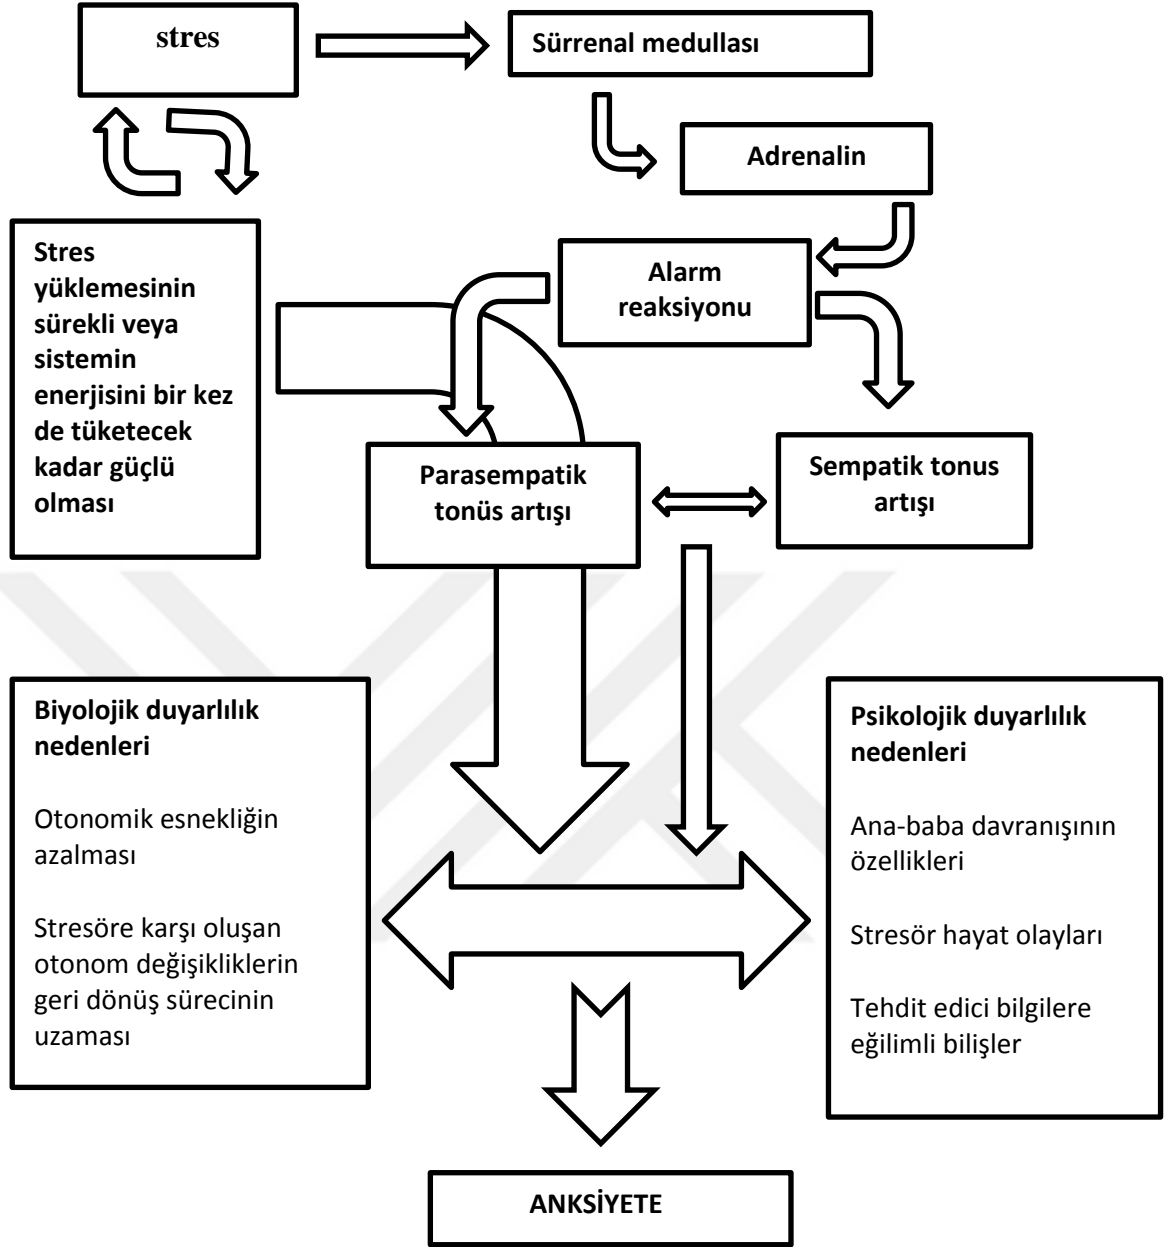 stres
Sürrenal medullası
Adrenalin
Stres
yüklemesinin
sürekli veya
sistemin
enerjisini bir kez
de tüketecek
kadar güçlü
olması
Alarm
reaksiyonu
Parasempatik
tonüs artışı
Sempatik tonus
artışı
Biyolojik duyarlılık
nedenleri
Otonomik esnekliğin
azalması
Stresöre karşı oluşan
otonom değişikliklerin
geri dönüş sürecinin
uzaması
Psikolojik duyarlılık
nedenleri
Ana-baba davranışının
özellikleri
Stresör hayat olayları
Tehdit edici bilgilere
eğilimli bilişler
ANKSİYETE